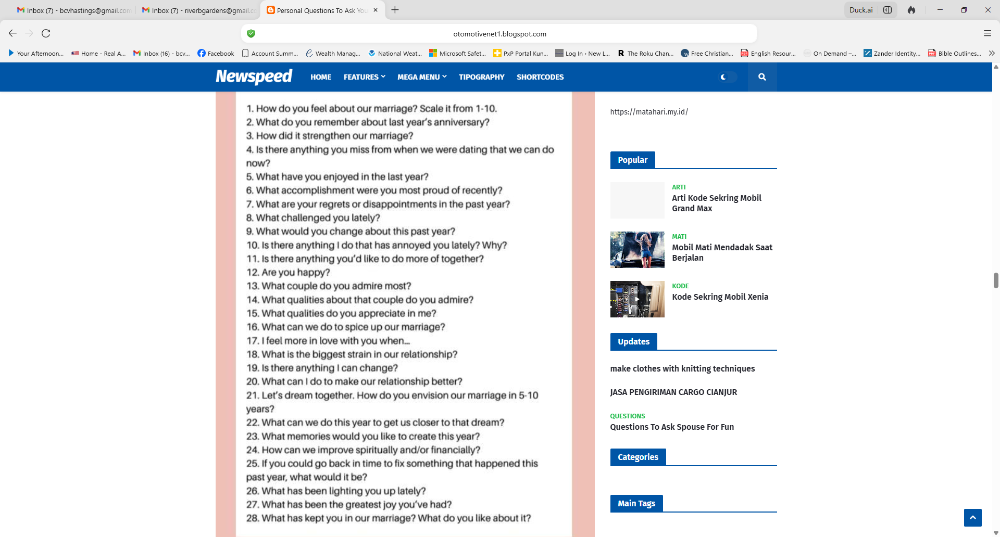 Inbox (7) - bcvhastings@gmail.com
Inbox (7) - riverbgardens@gmail.co
Personal Questions To Ask You
Duck.ai
otomotivenet1.blogspot.com
Your Afternoon...
Home - Real A...
Inbox (16) - bcv...
Facebook
Account Summ...
Wealth Manag...
National Weat...
Microsoft Safet...
PxP Portal Kun...
Log In ‹ New L...
The Roku Chan...
Free Christian...
English Resour...
On Demand –...
Zander Identity...
Bible Outlines...
Newspeed
HOME
FEATURES
MEGA MENU
TIPOGRAPHY
SHORTCODES
1. How do you feel about our marriage? Scale it from 1-10.
2. What do you remember about last year's anniversary?
3. How did it strengthen our marriage?
4. Is there anything you miss from when we were dating that we can do
now?
5. What have you enjoyed in the last year?
6. What accomplishment were you most proud of recently?
7. What are your regrets or disappointments in the past year?
8. What challenged you lately?
9. What would you change about this past year?
10. Is there anything I do that has annoyed you lately? Why?
11. Is there anything you'd like to do more of together?
12. Are you happy?
13. What couple do you admire most?
14. What qualities about that couple do you admire?
15. What qualities do you appreciate in me?
16. What can we do to spice up our marriage?
17. I feel more in love with you when...
18. What is the biggest strain in our relationship?
19. Is there anything I can change?
20. What can I do to make our relationship better?
21. Let's dream together. How do you envision our marriage in 5-10
years?
22. What can we do this year to get us closer to that dream?
23. What memories would you like to create this year?
24. How can we improve spiritually and/or financially?
25. If you could go back in time to fix something that happened this
past year, what would it be?
26. What has been lighting you up lately?
27. What has been the greatest joy you've had?
28. What has kept you in our marriage? What do you like about it?
https://matahari.my.id/
Popular
ARTI
Arti Kode Sekring Mobil
Grand Max
MATI
Mobil Mati Mendadak Saat
Berjalan
KODE
Kode Sekring Mobil Xenia
Updates
make clothes with knitting techniques
JASA PENGIRIMAN CARGO CIANJUR
QUESTIONS
Questions To Ask Spouse For Fun
Categories
Main Tags